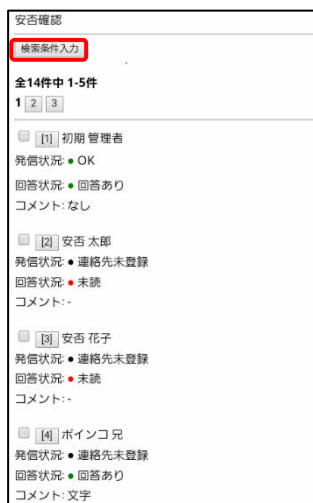 安否確認
検索条件入力
全14件中 1-5件
1 2 3
[1] 初期 管理者
発信状況: ● OK
回答状況: ● 回答あり
コメント: なし
[2] 安否 太郎
発信状況: ● 連絡先未登録
回答状況: ● 未読
コメント: -
[3] 安否 花子
発信状況: ● 連絡先未登録
回答状況: ● 未読
コメント: -
[4] ボインコ 兄
発信状況: ● 連絡先未登録
回答状況: ● 回答あり
コメント: 文字